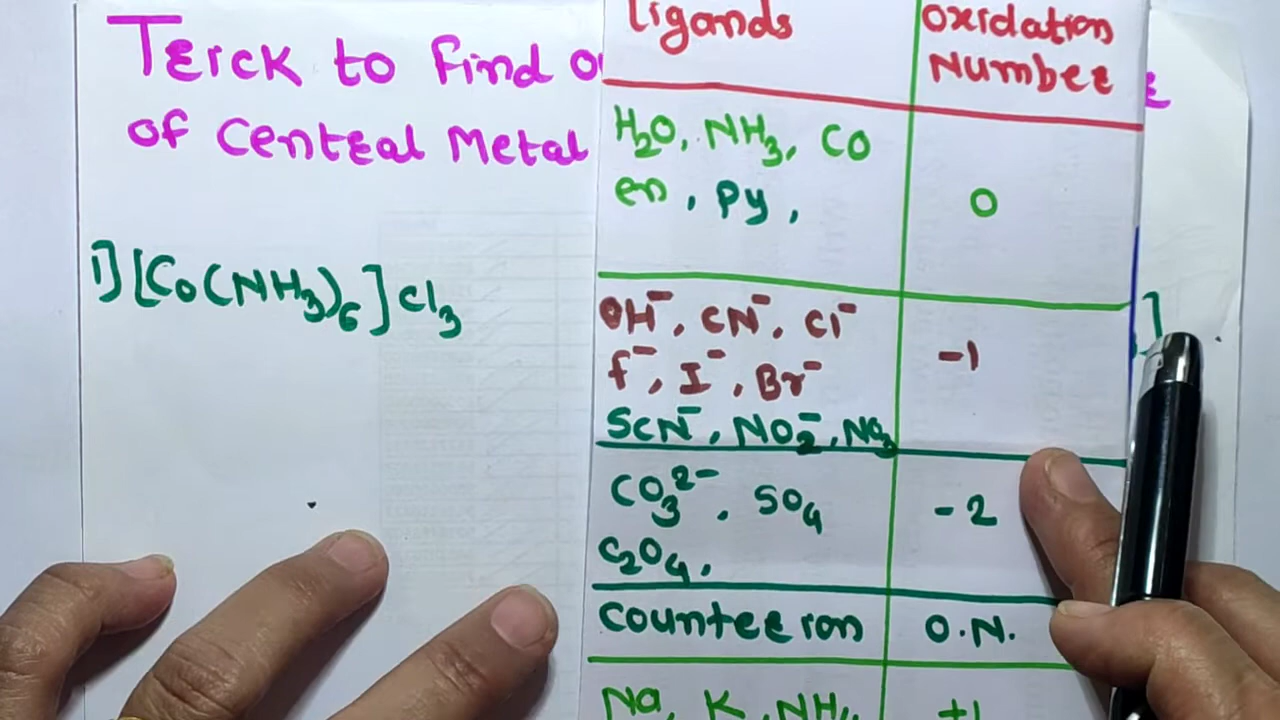 Terck to Find O
of Central Metal
1] [Co(NH3)6]Cl3
]
Ligands
Oxidation Number
H2O, NH3, CO
en, Py,
0
OH⁻, CN⁻, Cl⁻
f⁻, I⁻, Br⁻
SCN⁻, NO2⁻, NO3
-1
CO3²⁻, SO4
C2O4,
-2
Counter ion
O.N.
Na, K, NH4,
+1